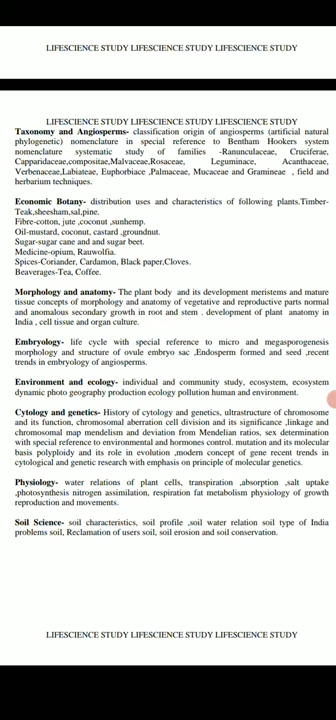 LIFESCIENCE STUDY LIFESCIENCE STUDY LIFESCIENCE STUDY
LIFESCIENCE STUDY LIFESCIENCE STUDY LIFESCIENCE STUDY
Taxonomy and Angiosperms- classification origin of angiosperms (artificial natural
phylogenetic) nomenclature in special reference to Bentham Hookers system
nomenclature systematic study of families -Ranunculaceae, Cruciferae,
Capparidaceae,compositae,Malvaceae,Rosaceae, Leguminace, Acanthaceae,
Verbenaceae,Labiateae, Euphorbiace ,Palmaceae, Mucaceae and Gramineae , field and
herbarium techniques.
Economic Botany- distribution uses and characteristics of following plants.Timber-
Teak,sheesham,sal,pine.
Fibre-cotton, jute ,coconut ,sunhemp.
Oil-mustard, coconut, castard ,groundnut.
Sugar-sugar cane and and sugar beet.
Medicine-opium, Rauwolfia.
Spices-Coriander, Cardamon, Black paper,Cloves.
Beaverages-Tea, Coffee.
Morphology and anatomy- The plant body and its development meristems and mature
tissue concepts of morphology and anatomy of vegetative and reproductive parts normal
and anomalous secondary growth in root and stem . development of plant anatomy in
India , cell tissue and organ culture.
Embryology- life cycle with special reference to micro and megasporogenesis
morphology and structure of ovule embryo sac ,Endosperm formed and seed ,recent
trends in embryology of angiosperms.
Environment and ecology- individual and community study, ecosystem, ecosystem
dynamic photo geography production ecology pollution human and environment.
Cytology and genetics- History of cytology and genetics, ultrastructure of chromosome
and its function, chromosomal aberration cell division and its significance ,linkage and
chromosomal map mendelism and deviation from Mendelian ratios, sex determination
with special reference to environmental and hormones control. mutation and its molecular
basis polyploidy and its role in evolution ,modern concept of gene recent trends in
cytological and genetic research with emphasis on principle of molecular genetics.
Physiology- water relations of plant cells, transpiration ,absorption ,salt uptake
,photosynthesis nitrogen assimilation, respiration fat metabolism physiology of growth
reproduction and movements.
Soil Science- soil characteristics, soil profile ,soil water relation soil type of India
problems soil, Reclamation of users soil, soil erosion and soil conservation.
LIFESCIENCE STUDY LIFESCIENCE STUDY LIFESCIENCE STUDY